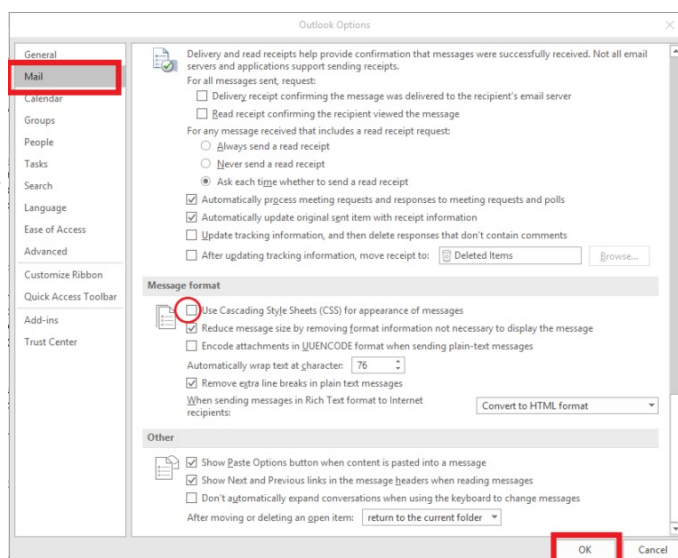 Outlook Options
General
Mail
Calendar
Groups
People
Tasks
Search
Language
Ease of Access
Advanced
Customize Ribbon
Quick Access Toolbar
Add-ins
Trust Center
Delivery and read receipts help provide confirmation that messages were successfully received. Not all email
servers and applications support sending receipts.
For all messages sent, request:
Delivery receipt confirming the message was delivered to the recipient's email server
Read receipt confirming the recipient viewed the message
For any message received that includes a read receipt request:
Always send a read receipt
Never send a read receipt
Ask each time whether to send a read receipt
Automatically process meeting requests and responses to meeting requests and polls
Automatically update original sent item with receipt information
Update tracking information, and then delete responses that don't contain comments
After updating tracking information, move receipt to: Deleted Items Browse...
Message format
Use Cascading Style Sheets (CSS) for appearance of messages
Reduce message size by removing format information not necessary to display the message
Encode attachments in UUENCODE format when sending plain-text messages
Automatically wrap text at character: 76
Remove extra line breaks in plain text messages
When sending messages in Rich Text format to Internet
recipients: Convert to HTML format
Other
Show Paste Options button when content is pasted into a message
Show Next and Previous links in the message headers when reading messages
Don't automatically expand conversations when using the keyboard to change messages
After moving or deleting an open item: return to the current folder
OK Cancel